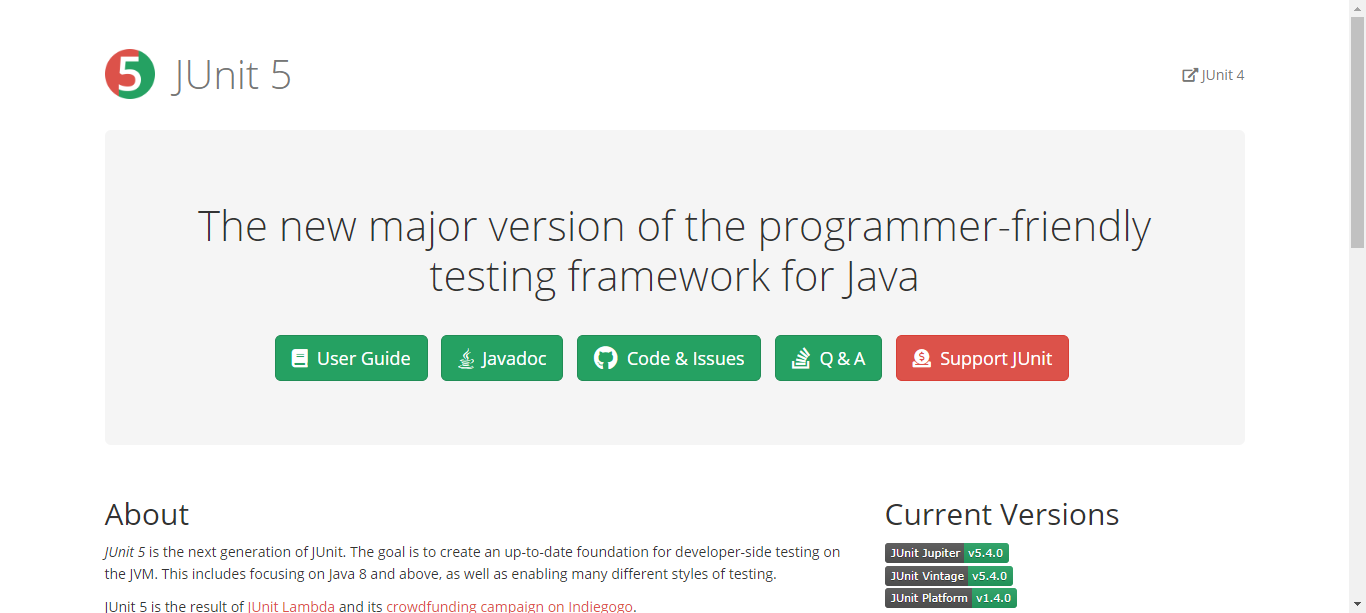 5 JUnit 5
JUnit 4
The new major version of the programmer-friendly
testing framework for Java
User Guide
Javadoc
Code & Issues
Q & A
Support JUnit
About
JUnit 5 is the next generation of JUnit. The goal is to create an up-to-date foundation for developer-side testing on
the JVM. This includes focusing on Java 8 and above, as well as enabling many different styles of testing.
JUnit 5 is the result of JUnit Lambda and its crowdfunding campaign on Indiegogo.
Current Versions
JUnit Jupiter v5.4.0
JUnit Vintage v5.4.0
JUnit Platform v1.4.0